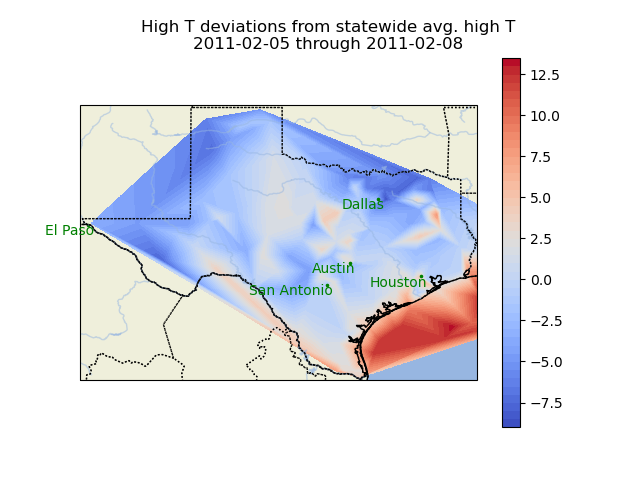 High T deviations from statewide avg. high T
2011-02-05 through 2011-02-08
12.5
10.0
7.5
5.0
2.5
0.0
−2.5
−5.0
−7.5
Dallas
El Paso
Austin
Houston
San Antonio